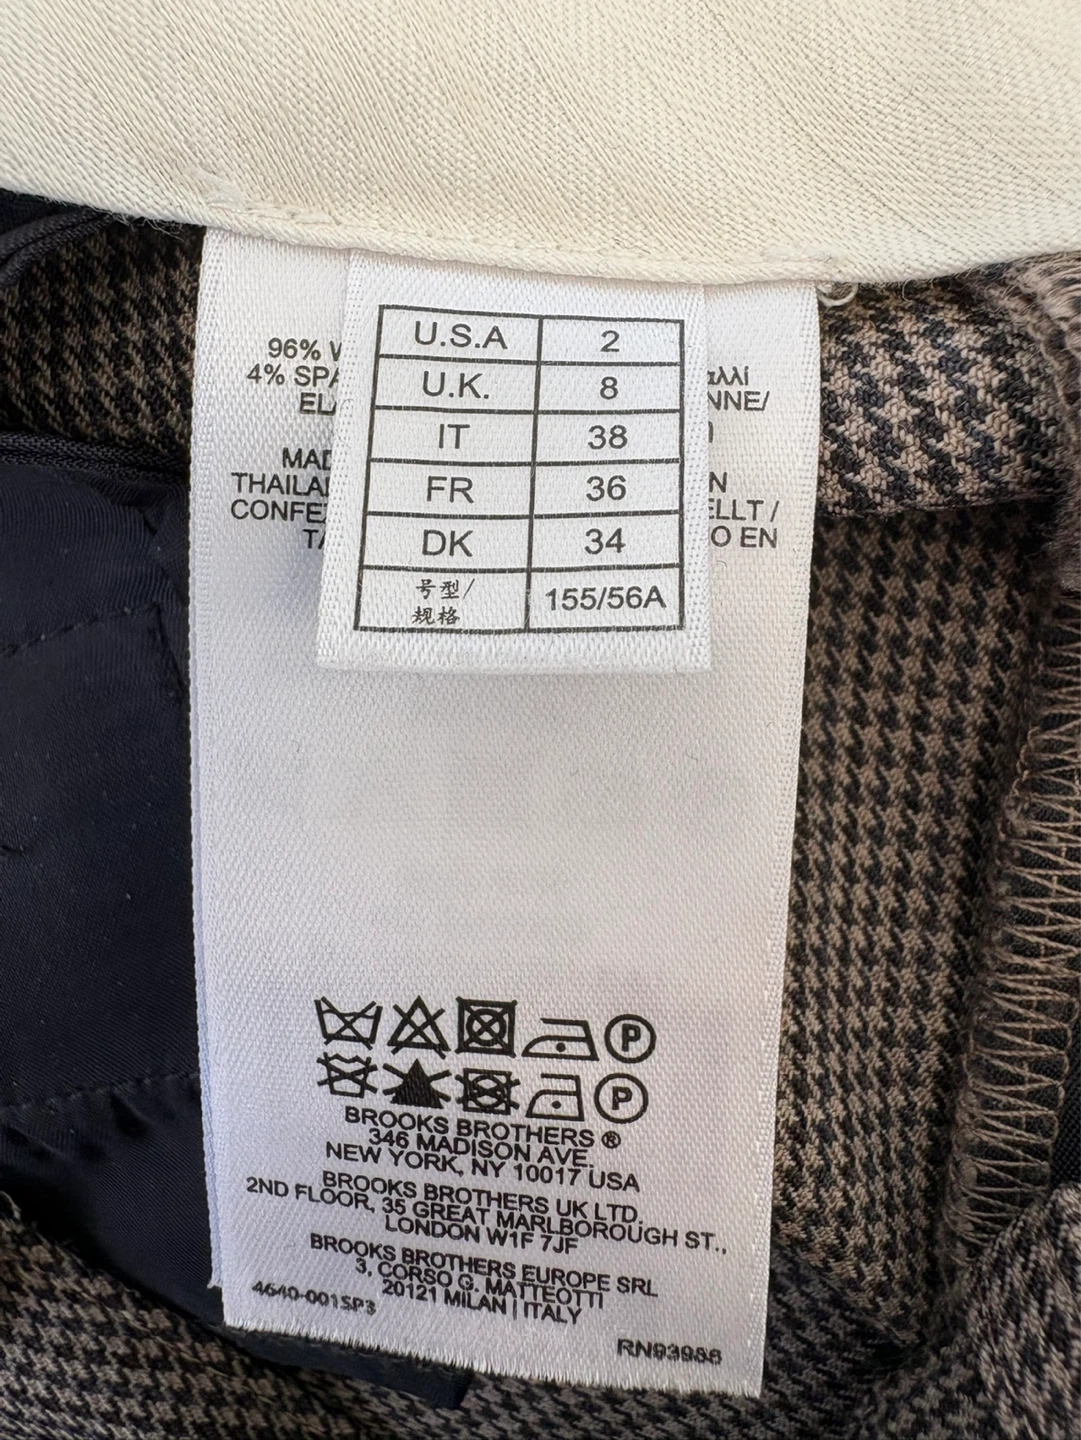 U.S.A 2
U.K. 8
IT 38
FR 36
DK 34
号型/
规格 155/56A
96%
4% SPA
ELA
MAD
THAILA
CONFE
αλλί
NNE/
N
ELLT /
O EN
P
P
BROOKS BROTHERS ®
346 MADISON AVE.
NEW YORK, NY 10017 USA
BROOKS BROTHERS UK LTD.
2ND FLOOR, 35 GREAT MARLBOROUGH ST.,
LONDON W1F 7JF
BROOKS BROTHERS EUROPE SRL
3, CORSO G. MATTEOTTI
20121 MILAN | ITALY
4640-001SP3
RN93986